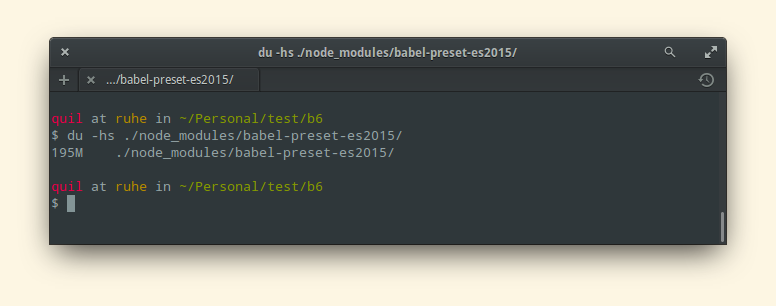 du -hs ./node_modules/babel-preset-es2015/
.../babel-preset-es2015/
quil at ruhe in ~/Personal/test/b6
$ du -hs ./node_modules/babel-preset-es2015/
195M    ./node_modules/babel-preset-es2015/
quil at ruhe in ~/Personal/test/b6
$